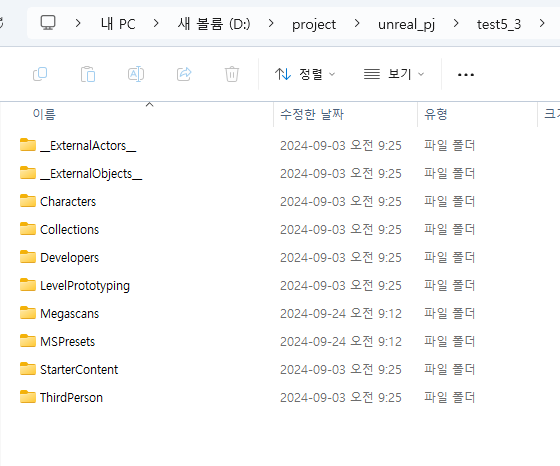 내 PC > 새 볼륨 (D:) > project > unreal_pj > test5_3 >
정렬 보기 ...
이름 수정한 날짜 유형
__ExternalActors__ 2024-09-03 오전 9:25 파일 폴더
__ExternalObjects__ 2024-09-03 오전 9:25 파일 폴더
Characters 2024-09-03 오전 9:25 파일 폴더
Collections 2024-09-03 오전 9:25 파일 폴더
Developers 2024-09-03 오전 9:25 파일 폴더
LevelPrototyping 2024-09-03 오전 9:25 파일 폴더
Megascans 2024-09-24 오전 9:12 파일 폴더
MSPresets 2024-09-24 오전 9:12 파일 폴더
StarterContent 2024-09-03 오전 9:25 파일 폴더
ThirdPerson 2024-09-03 오전 9:25 파일 폴더